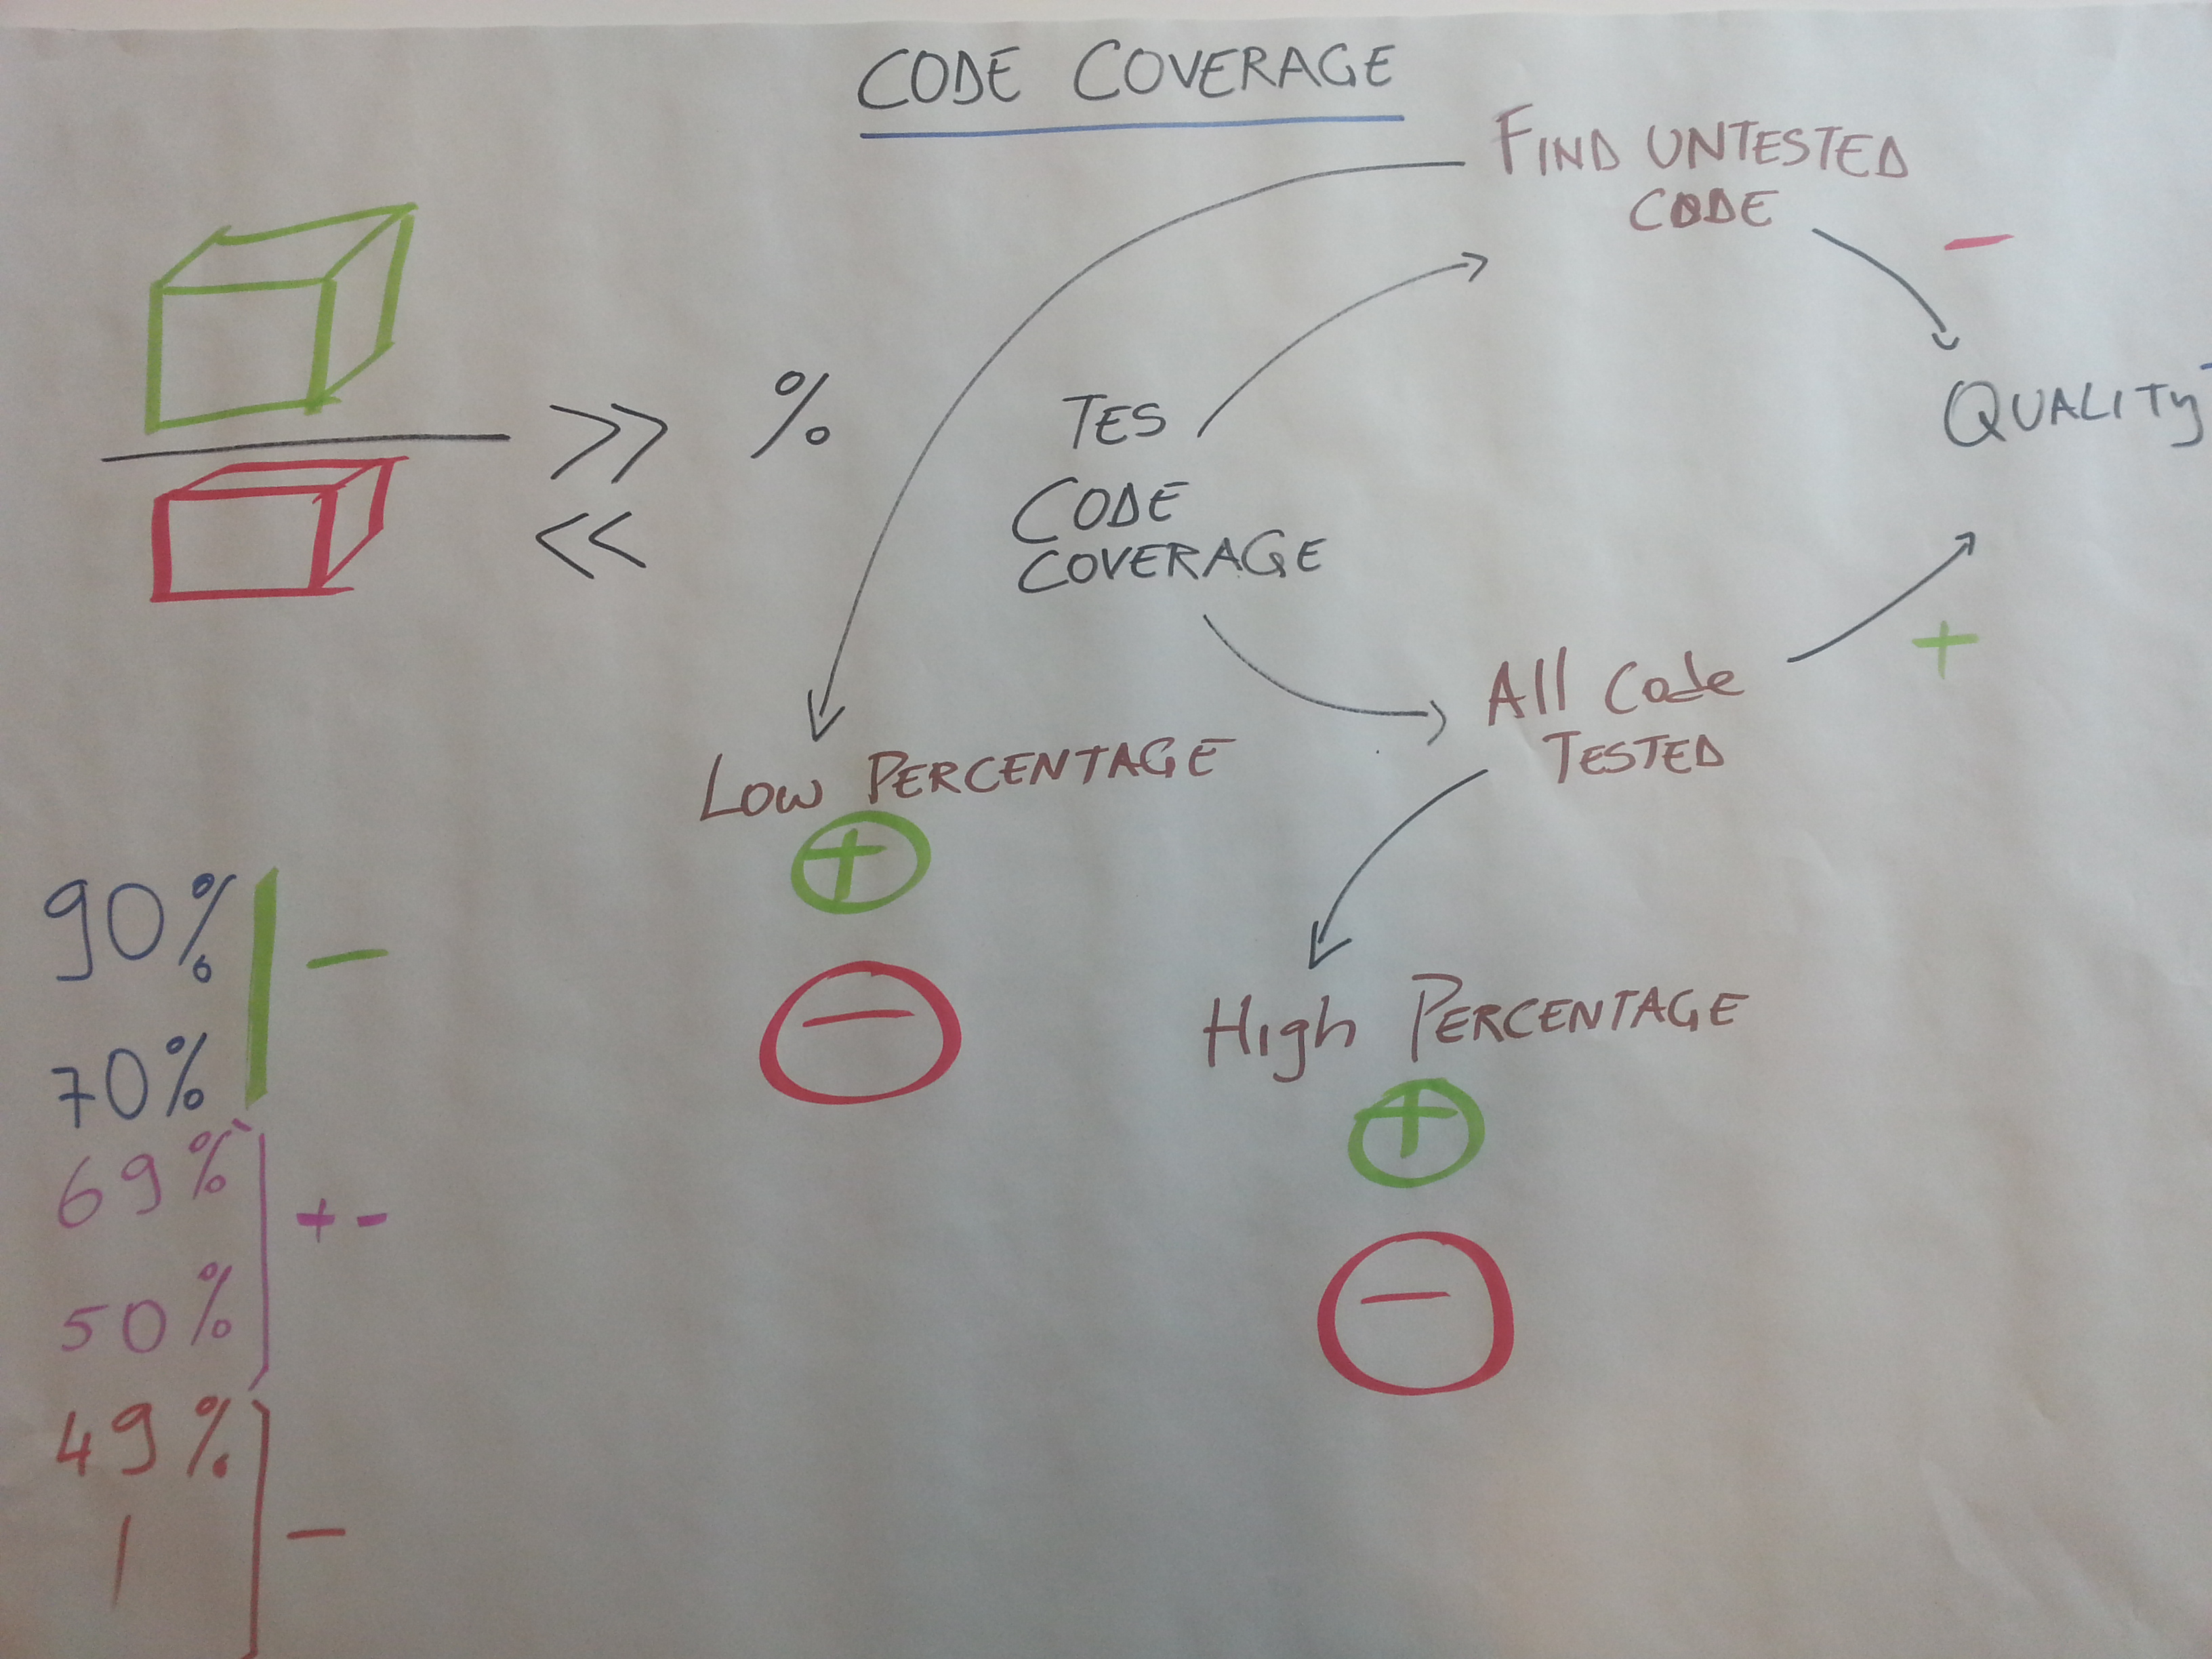 CODE COVERAGE
FIND UNTESTED
CODE
−
QUALITY
>> %
<<
TES
CODE
COVERAGE
+
All Code
TESTED
LOW PERCENTAGE
+
−
High PERCENTAGE
+
−
90% −
70%
69% + -
50%
49%
1 −